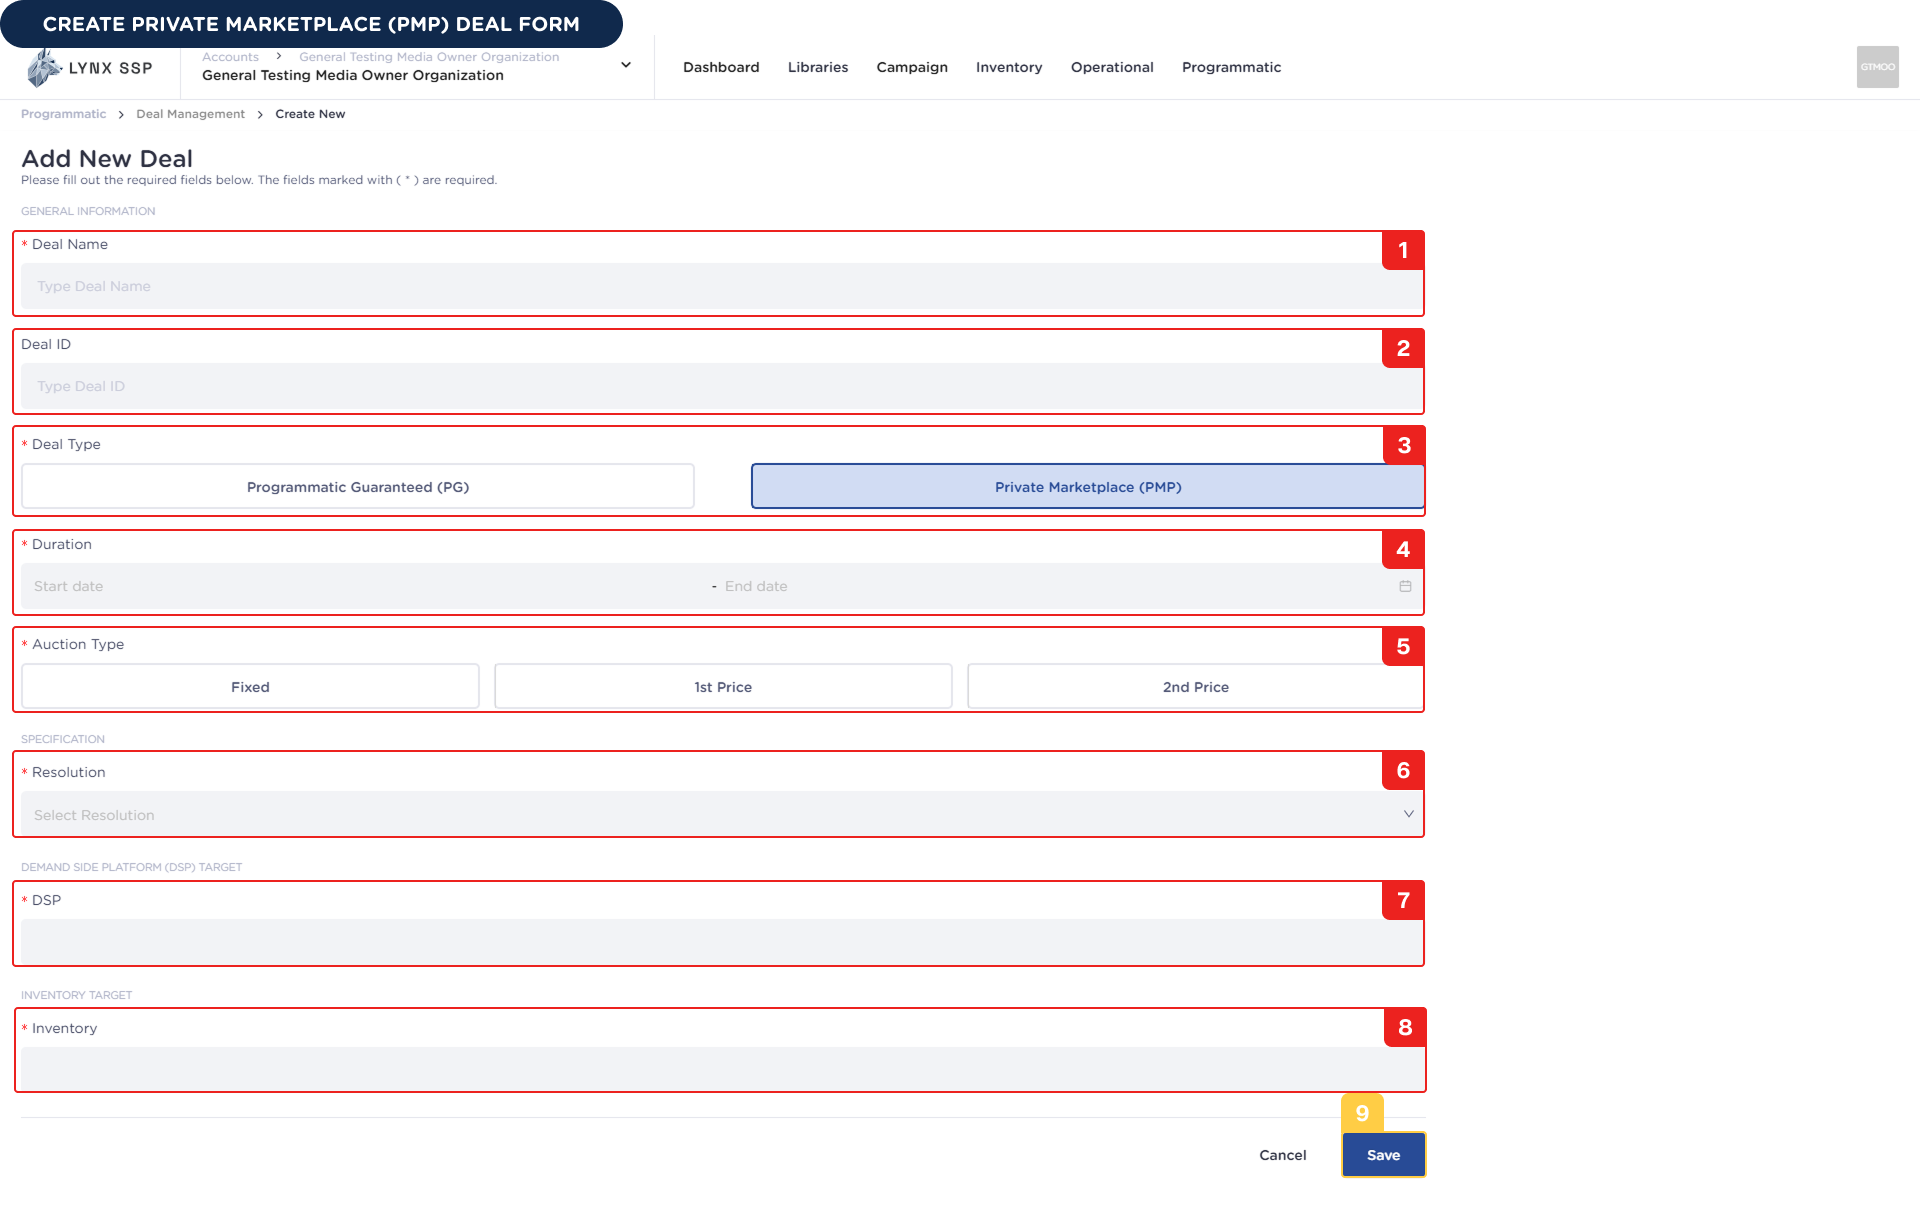 CREATE PRIVATE MARKETPLACE (PMP) DEAL FORM
LYNX SSP
Accounts > General Testing Media Owner Organization
General Testing Media Owner Organization
Dashboard Libraries Campaign Inventory Operational Programmatic
GTMOO
Programmatic > Deal Management > Create New
Add New Deal
Please fill out the required fields below. The fields marked with ( * ) are required.
GENERAL INFORMATION
* Deal Name
1
Type Deal Name
Deal ID
2
Type Deal ID
* Deal Type
3
Programmatic Guaranteed (PG) Private Marketplace (PMP)
* Duration
4
Start date - End date
* Auction Type
5
Fixed 1st Price 2nd Price
SPECIFICATION
* Resolution
6
Select Resolution
DEMAND SIDE PLATFORM (DSP) TARGET
* DSP
7
INVENTORY TARGET
* Inventory
8
9
Cancel Save